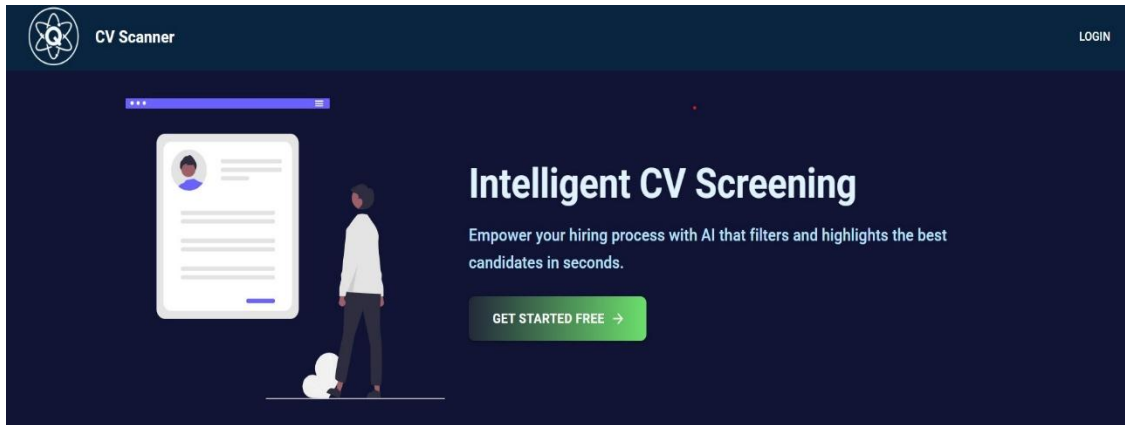 Q
CV Scanner
LOGIN
Intelligent CV Screening
Empower your hiring process with AI that filters and highlights the best
candidates in seconds.
GET STARTED FREE →